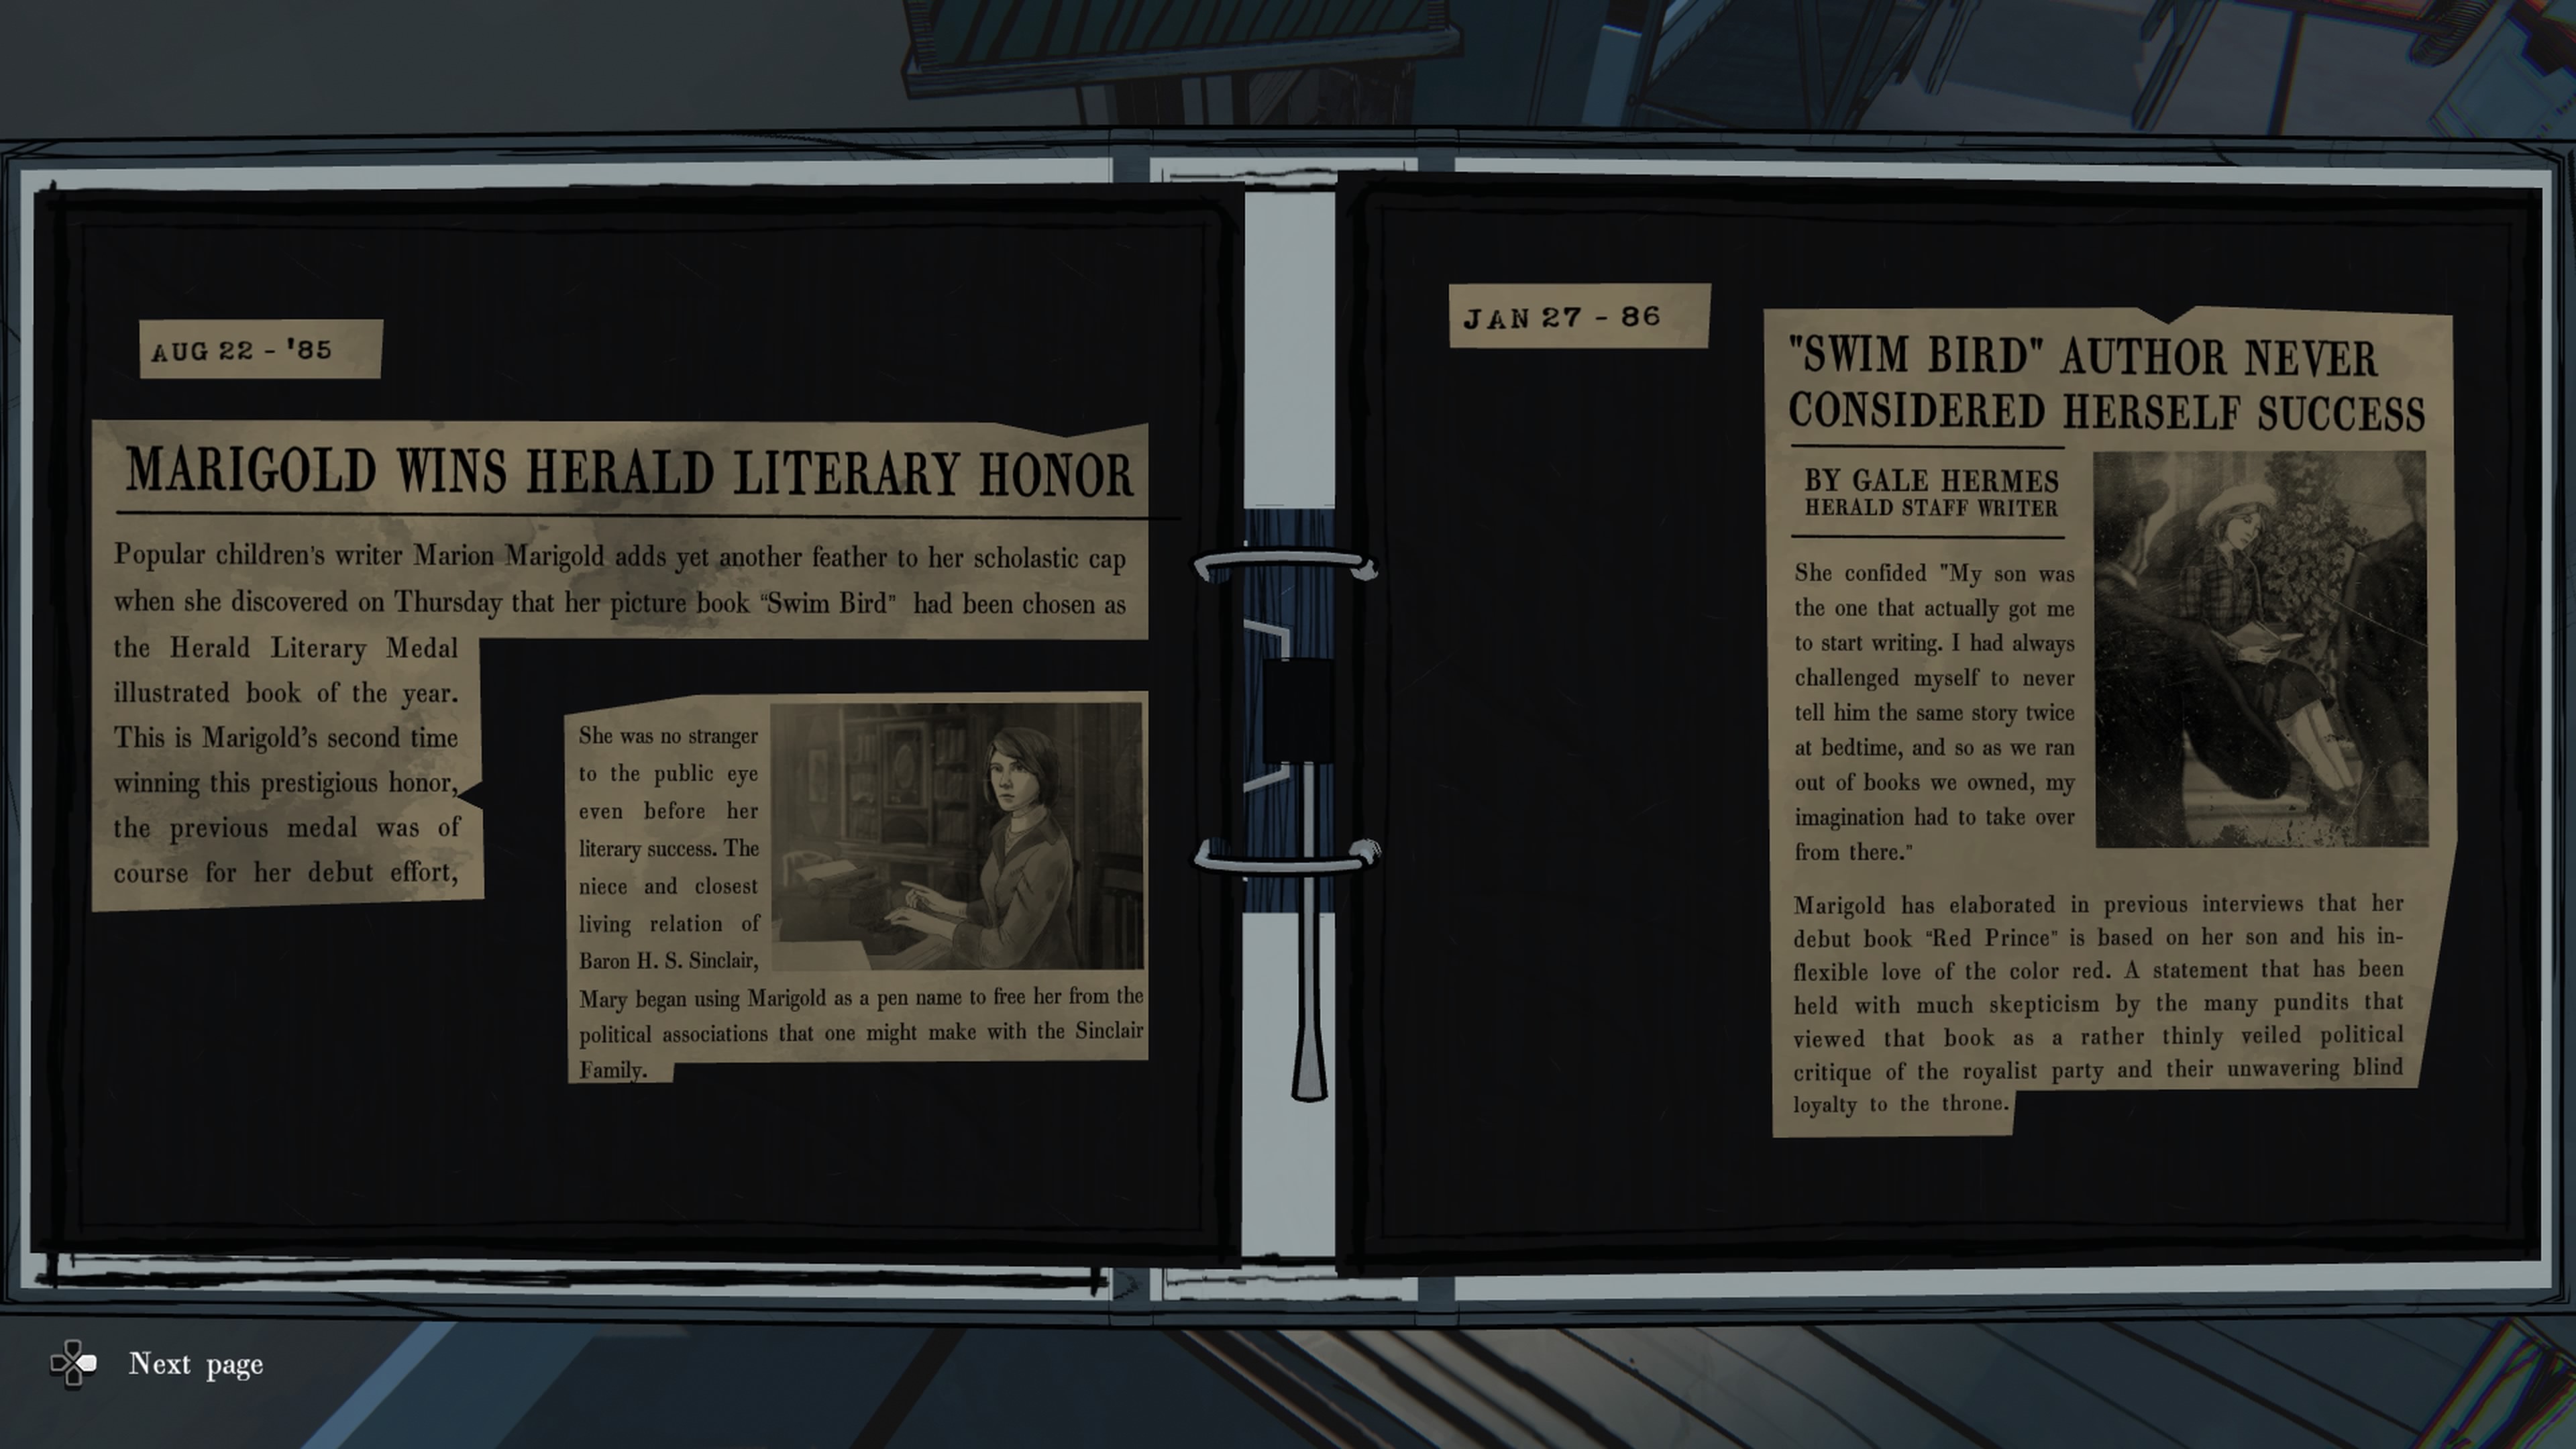 AUG 22 - '85
MARIGOLD WINS HERALD LITERARY HONOR
Popular children's writer Marion Marigold adds yet another feather to her scholastic cap
when she discovered on Thursday that her picture book “Swim Bird” had been chosen as
the Herald Literary Medal
illustrated book of the year.
This is Marigold's second time
winning this prestigious honor,
the previous medal was of
course for her debut effort,
She was no stranger
to the public eye
even before her
literary success. The
niece and closest
living relation of
Baron H. S. Sinclair,
Mary began using Marigold as a pen name to free her from the
political associations that one might make with the Sinclair
Family.
JAN 27 - 86
"SWIM BIRD" AUTHOR NEVER
CONSIDERED HERSELF SUCCESS
BY GALE HERMES
HERALD STAFF WRITER
She confided "My son was
the one that actually got me
to start writing. I had always
challenged myself to never
tell him the same story twice
at bedtime, and so as we ran
out of books we owned, my
imagination had to take over
from there."
Marigold has elaborated in previous interviews that her
debut book “Red Prince” is based on her son and his in-
flexible love of the color red. A statement that has been
held with much skepticism by the many pundits that
viewed that book as a rather thinly veiled political
critique of the royalist party and their unwavering blind
loyalty to the throne.
Next page